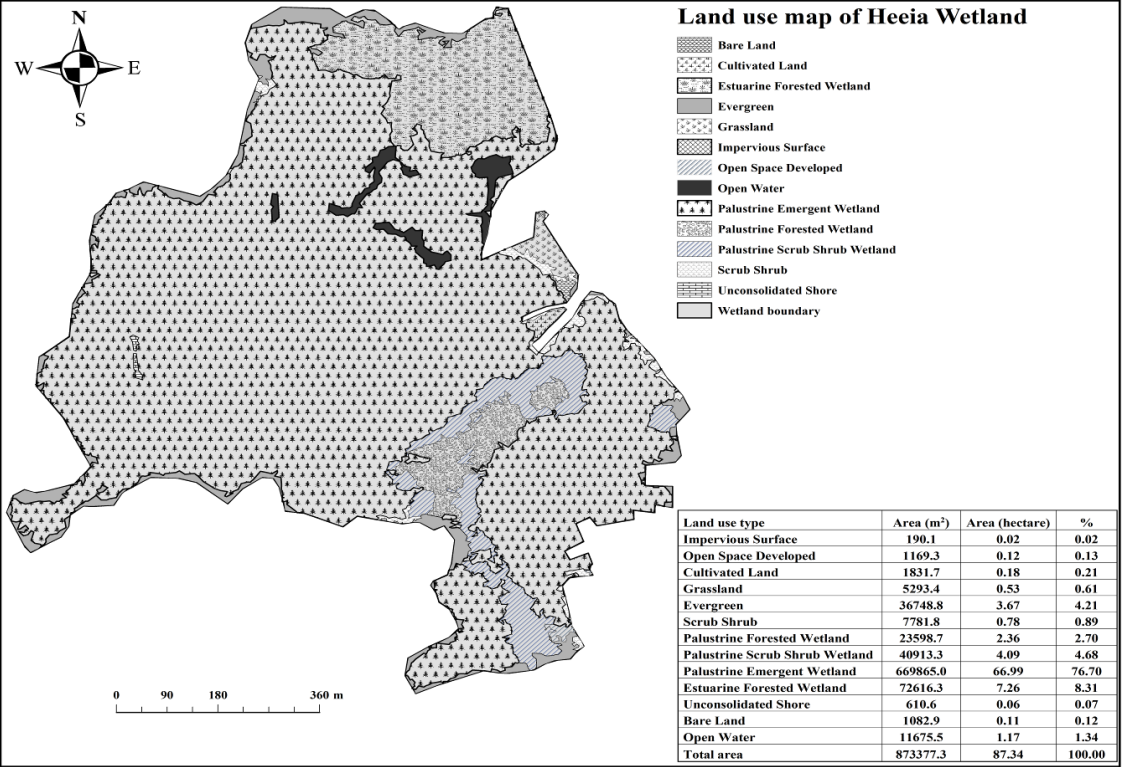 Land use map of Heeia Wetland
N
W
E
S
Bare Land
Cultivated Land
Estuarine Forested Wetland
Evergreen
Grassland
Impervious Surface
Open Space Developed
Open Water
Palustrine Emergent Wetland
Palustrine Forested Wetland
Palustrine Scrub Shrub Wetland
Scrub Shrub
Unconsolidated Shore
Wetland boundary
0 90 180 360 m
Land use type Area (m²) Area (hectare) %
Impervious Surface 190.1 0.02 0.02
Open Space Developed 1169.3 0.12 0.13
Cultivated Land 1831.7 0.18 0.21
Grassland 5293.4 0.53 0.61
Evergreen 36748.8 3.67 4.21
Scrub Shrub 7781.8 0.78 0.89
Palustrine Forested Wetland 23598.7 2.36 2.70
Palustrine Scrub Shrub Wetland 40913.3 4.09 4.68
Palustrine Emergent Wetland 669865.0 66.99 76.70
Estuarine Forested Wetland 72616.3 7.26 8.31
Unconsolidated Shore 610.6 0.06 0.07
Bare Land 1082.9 0.11 0.12
Open Water 11675.5 1.17 1.34
Total area 873377.3 87.34 100.00